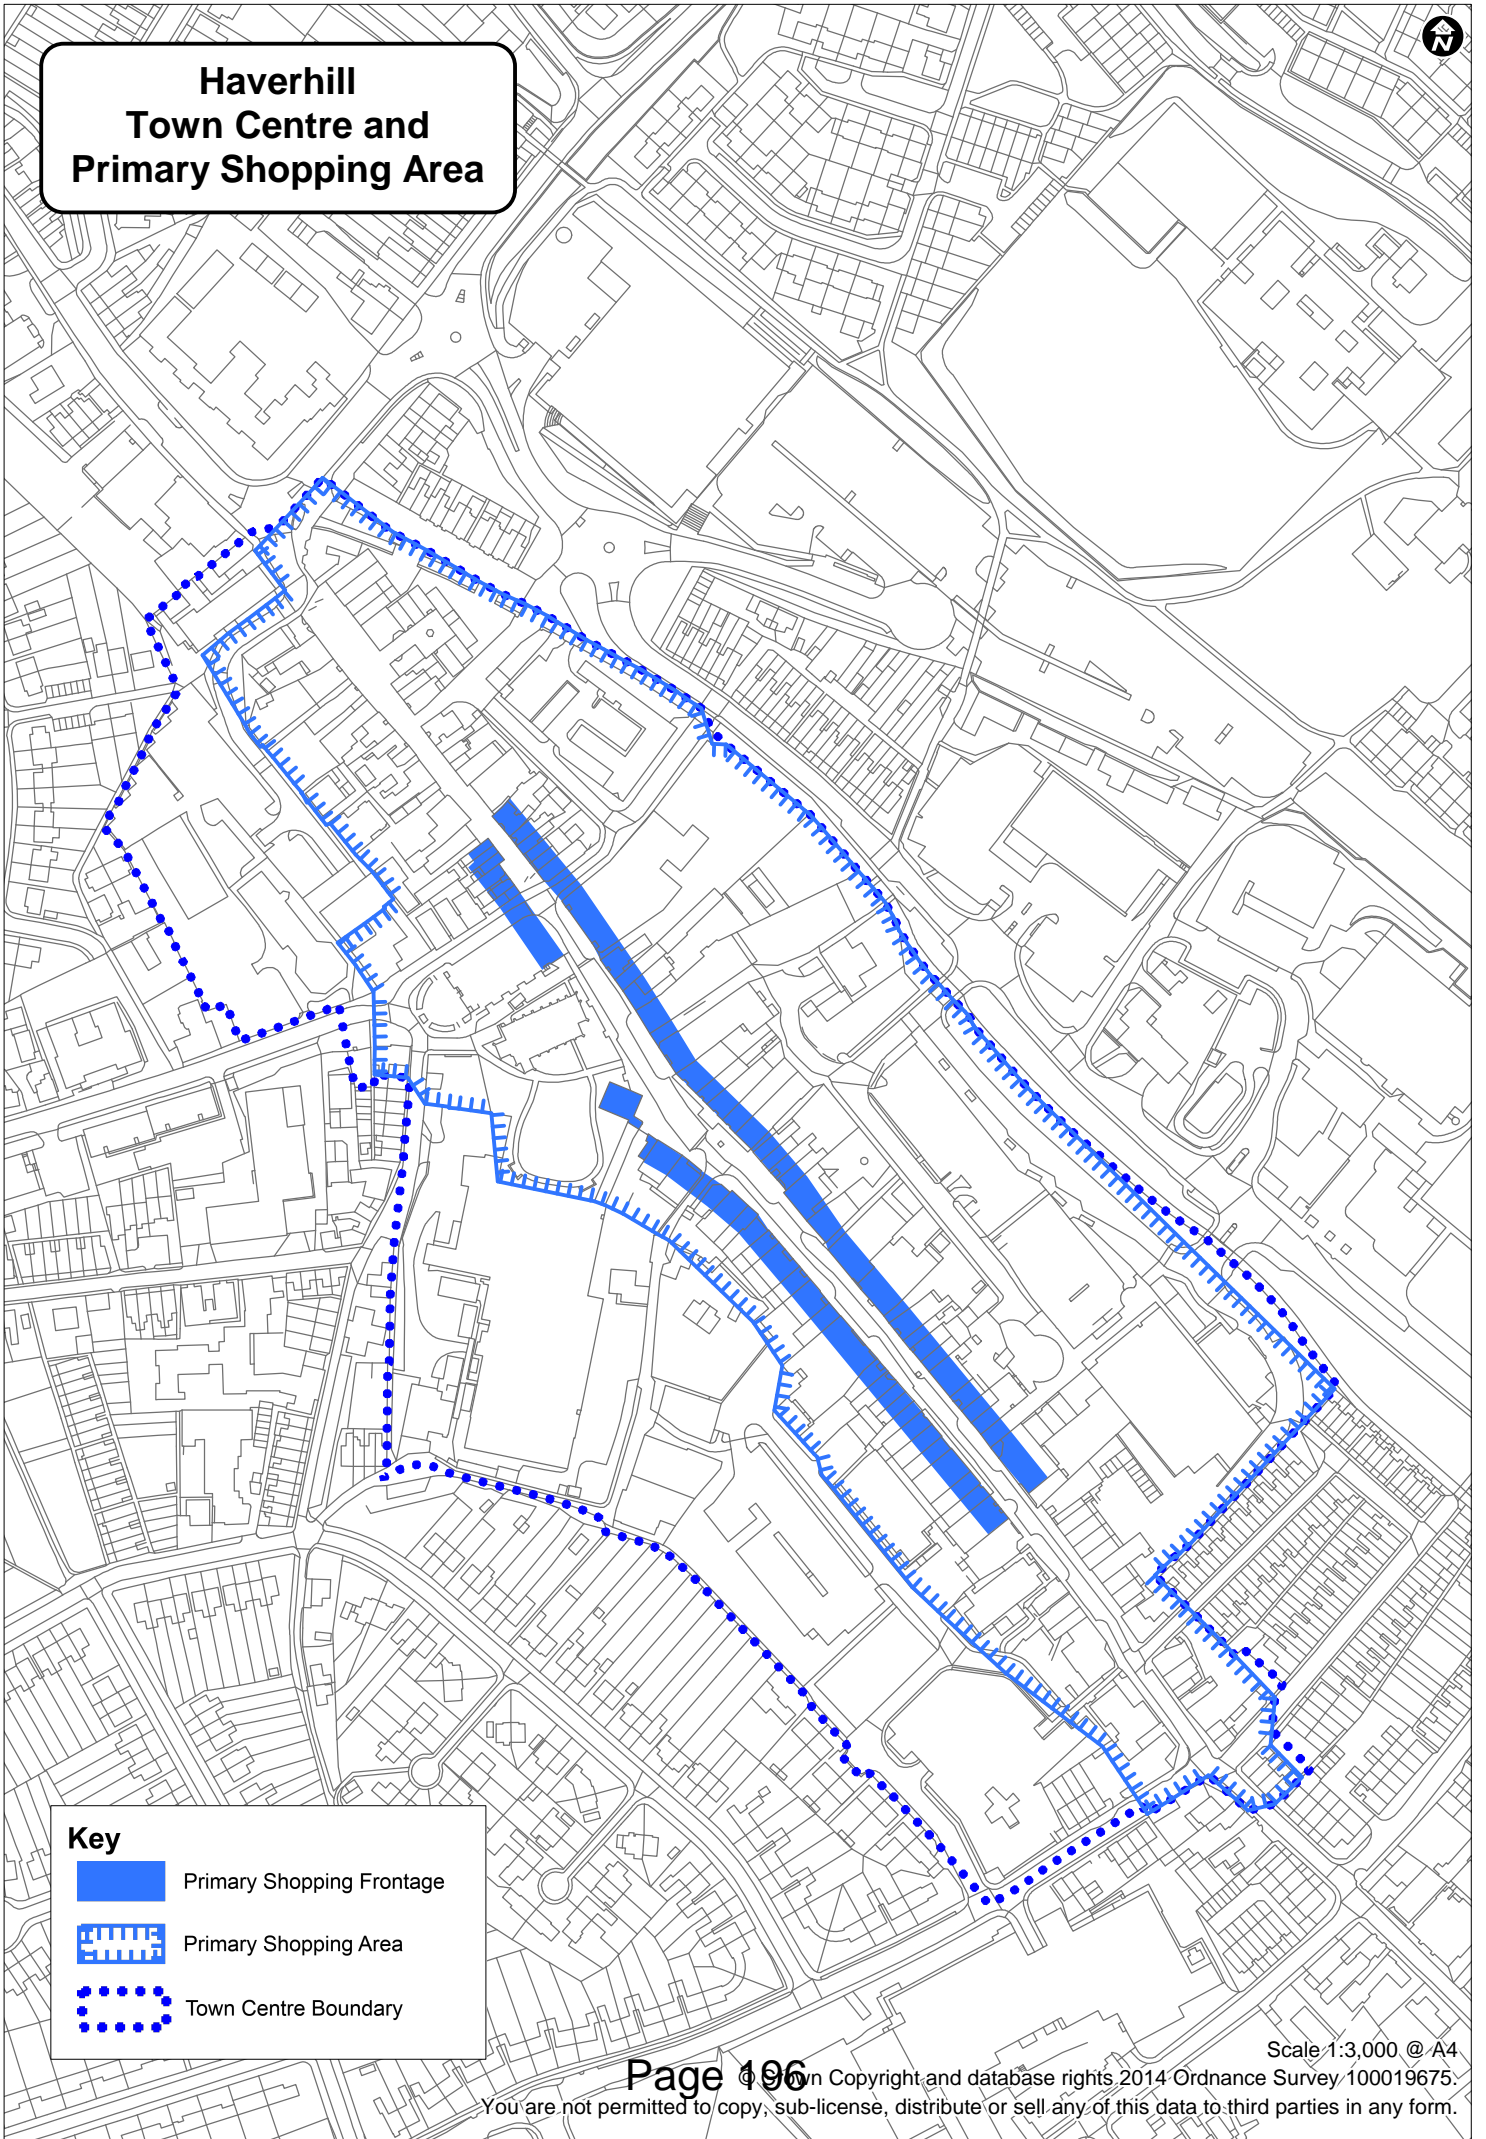 Haverhill
Town Centre and
Primary Shopping Area
N
Key
Primary Shopping Frontage
Primary Shopping Area
Town Centre Boundary
Scale 1:3,000 @ A4
Page 196
© Crown Copyright and database rights 2014 Ordnance Survey 100019675.
You are not permitted to copy, sub-license, distribute or sell any of this data to third parties in any form.